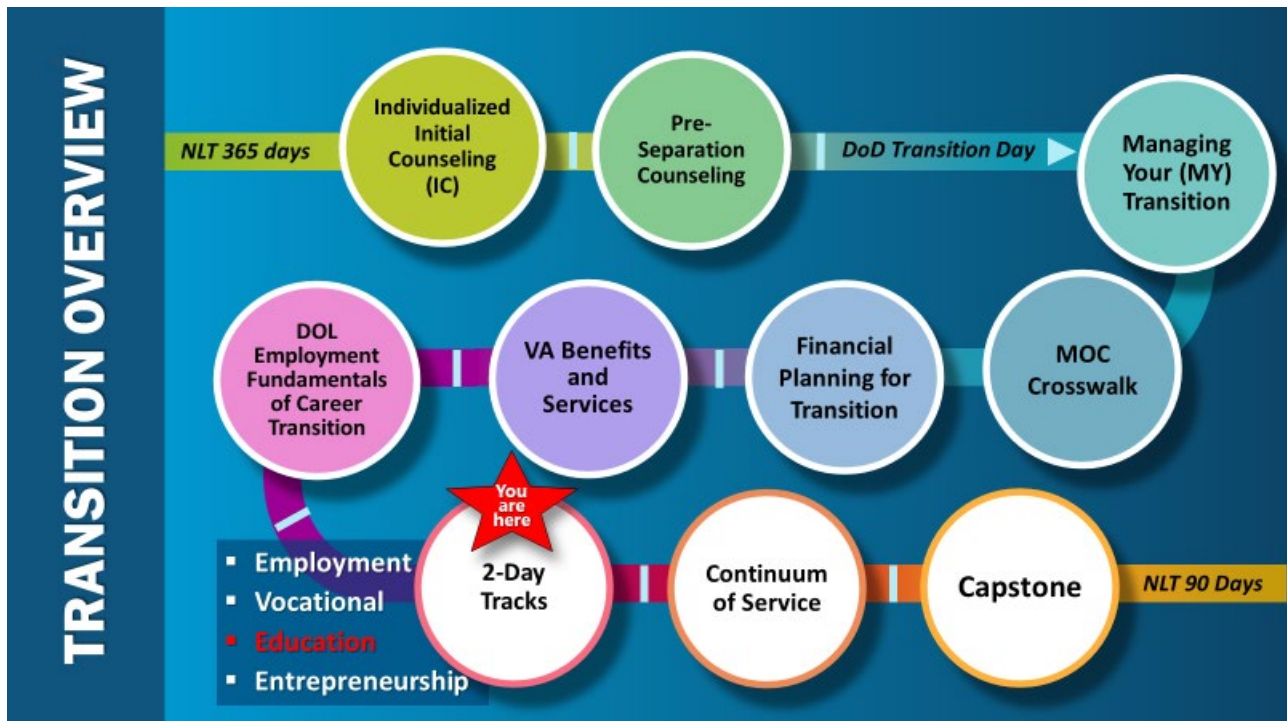 TRANSITION OVERVIEW
NLT 365 days
Individualized
Initial
Counseling
(IC)
Pre-
Separation
Counseling
DoD Transition Day
Managing
Your (MY)
Transition
MOC
Crosswalk
Financial
Planning for
Transition
VA Benefits
and
Services
DOL
Employment
Fundamentals
of Career
Transition
▪ Employment
▪ Vocational
▪ Education
▪ Entrepreneurship
You
are
here
2-Day
Tracks
Continuum
of Service
Capstone
NLT 90 Days